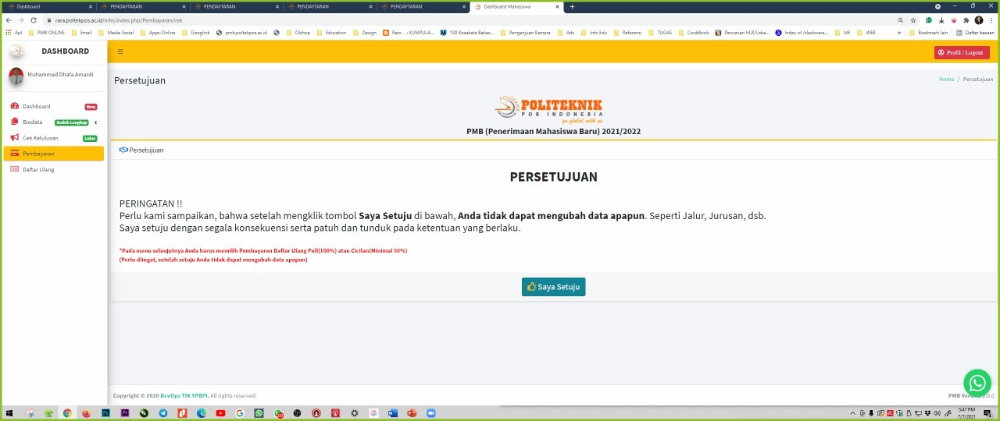 Dashboard
PENDAFTARAN
PENDAFTARAN
PENDAFTARAN
PENDAFTARAN
Dashboard Mahasiswa
rara.poltekpos.ac.id/mhs/index.php/Pembayaran/cek
Apl
PMB ONLINE
Email
Media Sosial
Apps-Online
Googlink
pmb.poltekpos.ac.id
Olshop
Education
Design
Rain... .: KUMPULA...
100 Kosakata Bahas...
Penganjuan Kamera
Ads
Info Edu
Referensi
TUGAS
CookBook
Pencarian HLR/Loka...
Index of /slackware...
ME
WEB
Bookmark lain
Daftar bacaan
DASHBOARD
Profil / Logout
Muhammad Dhafa Amardi
Dashboard New
Biodata Sudah Lengkap
Cek Kelulusan Lulus
Pembayaran
Daftar Ulang
Persetujuan
Home / Persetujuan
POLITEKNIK
POS INDONESIA
go global with us
PMB (Penerimaan Mahasiswa Baru) 2021/2022
Persetujuan
PERSETUJUAN
PERINGATAN !!
Perlu kami sampaikan, bahwa setelah mengklik tombol Saya Setuju di bawah, Anda tidak dapat mengubah data apapun. Seperti Jalur, Jurusan, dsb.
Saya setuju dengan segala konsekuensi serta patuh dan tunduk pada ketentuan yang berlaku.
*Pada menu selanjutnya Anda harus memilih Pembayaran Daftar Ulang Full(100%) atau Cicilan(Minimal 50%)
(Perlu diingat, setelah setuju Anda tidak dapat mengubah data apapun)
Saya Setuju
Copyright © 2020 DevOps TIK YPBPI. All rights reserved.
PMB
5:47 PM
7/7/2021